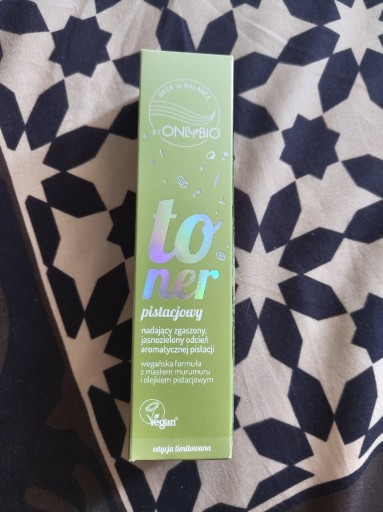 HAIR IN BALANCE
BY ONLYBIO
to
ner
pistacjowy
nadający zgaszony,
jasnozielony odcień
aromatycznej pistacji
wegańska formuła
z masłem murumuru
i olejkiem pistacjowym
vegan
edycja limitowana